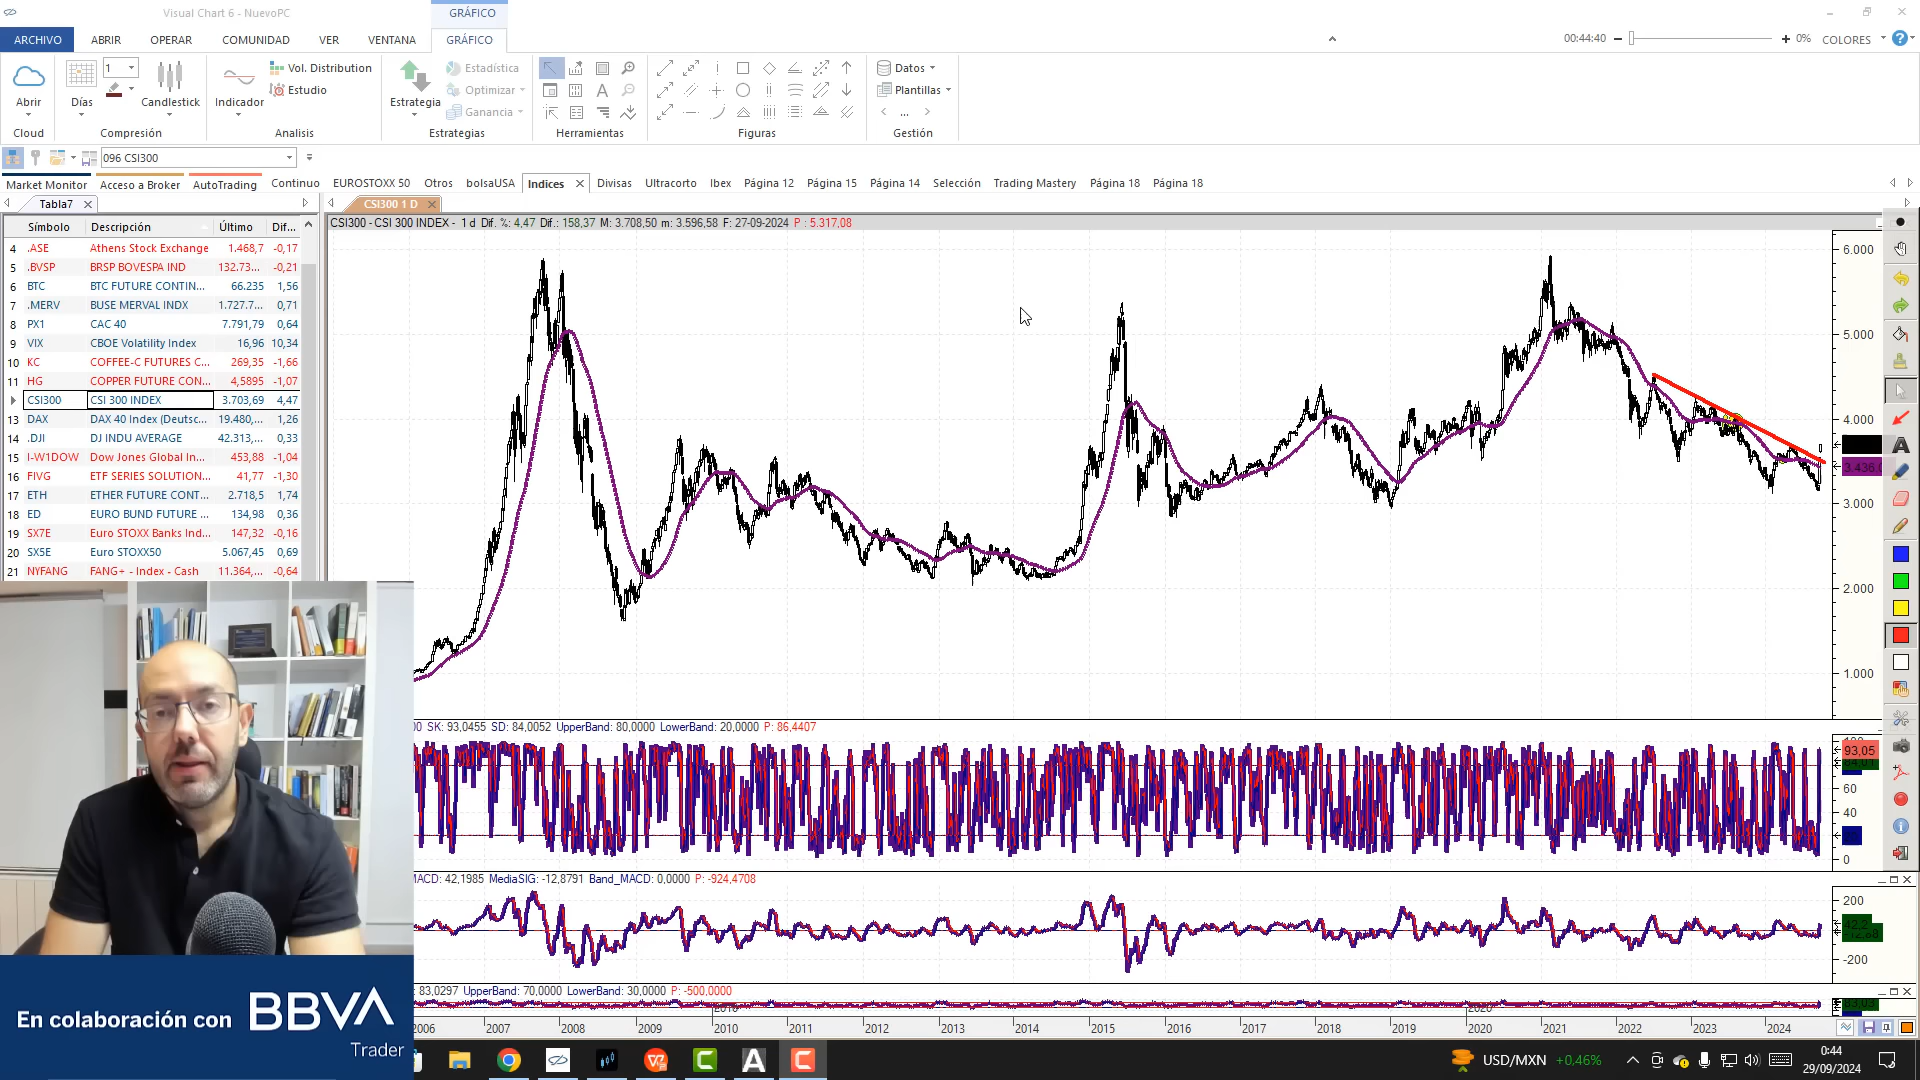 Visual Chart 6 - NuevoPC
GRÁFICO
ARCHIVO ABRIR OPERAR COMUNIDAD VER VENTANA GRÁFICO
00:44:40 0% COLORES
Abrir
Cloud
1
Días
Candlestick
Compresión
Indicador
Vol. Distribution
Estudio
Analisis
Estrategia
Estadística
Optimizar
Ganancia
Estrategias
Herramientas
Figuras
Datos
Plantillas
...
Gestión
096 CSI300
Market Monitor Acceso a Broker AutoTrading Continuo EUROSTOXX 50 Otros bolsaUSA Indices Divisas Ultracorto Ibex Página 12 Página 15 Página 14 Selección Trading Mastery Página 18 Página 18
Tabla7
CSI300 1 D
Símbolo Descripción Último Dif...
4 .ASE Athens Stock Exchange 1.468,7 -0,17
5 .BVSP BRSP BOVESPA IND 132.73... -0,21
6 BTC BTC FUTURE CONTIN... 66.235 1,56
7 .MERV BUSE MERVAL INDX 1.727.7... 0,71
8 PX1 CAC 40 7.791,79 0,64
9 VIX CBOE Volatility Index 16,96 10,34
10 KC COFFEE-C FUTURES C... 269,35 -1,66
11 HG COPPER FUTURE CON... 4,5895 -1,07
CSI300 CSI 300 INDEX 3.703,69 4,47
13 DAX DAX 40 Index (Deutsc... 19.480,... 1,26
14 .DJI DJ INDU AVERAGE 42.313,... 0,33
15 I-W1DOW Dow Jones Global In... 453,88 -1,04
16 FIVG ETF SERIES SOLUTION... 41,77 -1,30
17 ETH ETHER FUTURE CONT... 2.718,5 1,74
18 ED EURO BUND FUTURE ... 134,98 0,36
19 SX7E Euro STOXX Banks Ind... 147,32 -0,16
20 SX5E Euro STOXX50 5.067,45 0,69
21 NYFANG FANG+ - Index - Cash 11.364,... -0,64
CSI300 - CSI 300 INDEX - 1 d Dif. %: 4,47 Dif.: 158,37 M: 3.708,50 m: 3.596,58 F: 27-09-2024 P : 5.317,08
6.000
5.000
4.000
3.436,0
3.000
2.000
1.000
SK: 93,0455 SD: 84,0052 UpperBand: 80,0000 LowerBand: 20,0000 P: 86,4407
93,05
60
40
0
MACD: 42,1985 MediaSIG: -12,8791 Band_MACD: 0,0000 P: -924,4708
200
-200
83,0297 UpperBand: 70,0000 LowerBand: 30,0000 P: -500,0000
2006 2007 2008 2009 2010 2011 2012 2013 2014 2015 2016 2017 2018 2019 2020 2021 2022 2023 2024
En colaboración con BBVA
Trader
USD/MXN +0.46%
0:44
29/09/2024